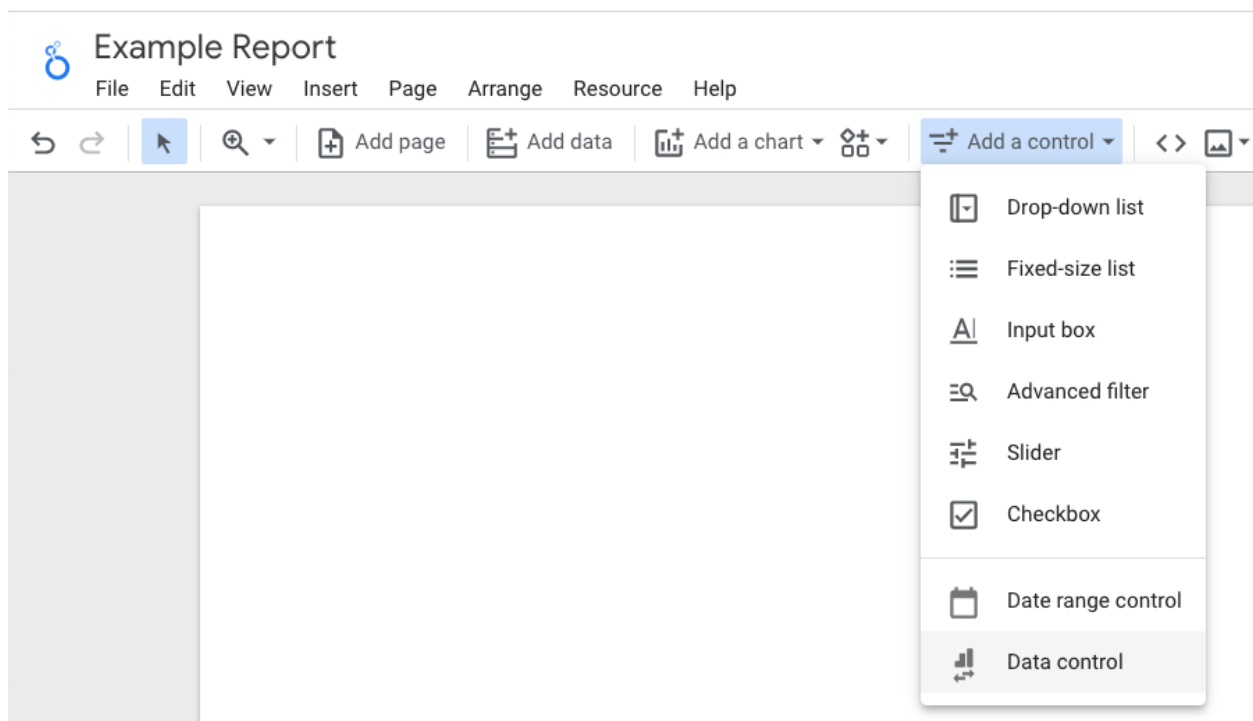 Example Report
File Edit View Insert Page Arrange Resource Help
Add page Add data Add a chart Add a control
Drop-down list
Fixed-size list
Input box
Advanced filter
Slider
Checkbox
Date range control
Data control